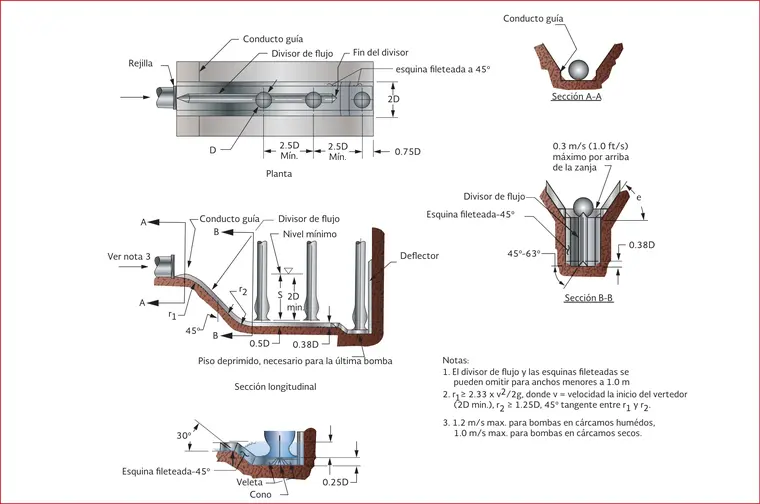 Conducto guía
Divisor de flujo
Fin del divisor
Rejilla
esquina fileteada a 45°
2D
D
2.5D
Mín.
2.5D
Mín.
0.75D
Planta
Conducto guía
Sección A-A
0.3 m/s (1.0 ft/s)
máximo por arriba
de la zanja
Divisor de flujo
e
Esquina fileteada-45°
45°-63°
0.38D
Sección B-B
A
Conducto guía
Divisor de flujo
B
Nivel mínimo
Ver nota 3
Deflector
A
r1
r2
S
2D
min.
45°
B
0.5D
0.38D
Piso deprimido, necesario para la última bomba
Sección longitudinal
30°
Esquina fileteada-45°
Veleta
Cono
0.25D
Notas:
1. El divisor de flujo y las esquinas fileteadas se
pueden omitir para anchos menores a 1.0 m
2. r1≥ 2.33 x v2/2g, donde v = velocidad la inicio del vertedor
(2D min.), r2 ≥ 1.25D, 45° tangente entre r1 y r2.
3. 1.2 m/s max. para bombas en cárcamos humédos,
1.0 m/s max. para bombas en cárcamos secos.